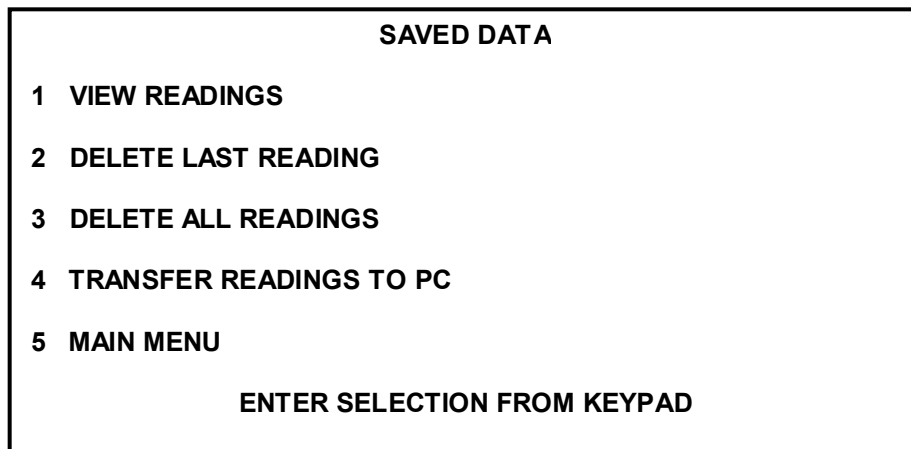 SAVED DATA
1 VIEW READINGS
2 DELETE LAST READING
3 DELETE ALL READINGS
4 TRANSFER READINGS TO PC
5 MAIN MENU
ENTER SELECTION FROM KEYPAD